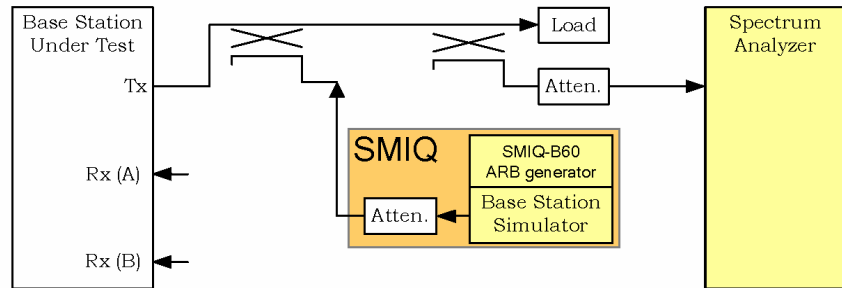 Base Station
Under Test
Tx
Rx (A)
Rx (B)
Load
Atten.
Spectrum
Analyzer
SMIQ
SMIQ-B60
ARB generator
Atten.
Base Station
Simulator